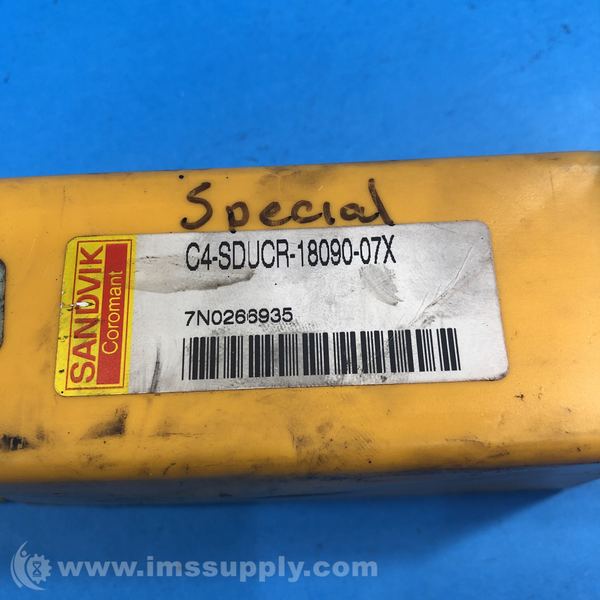 Special
C4-SDUCR-18090-07X
SANDVIK
Coromant
7N0266935
www.imssupply.com